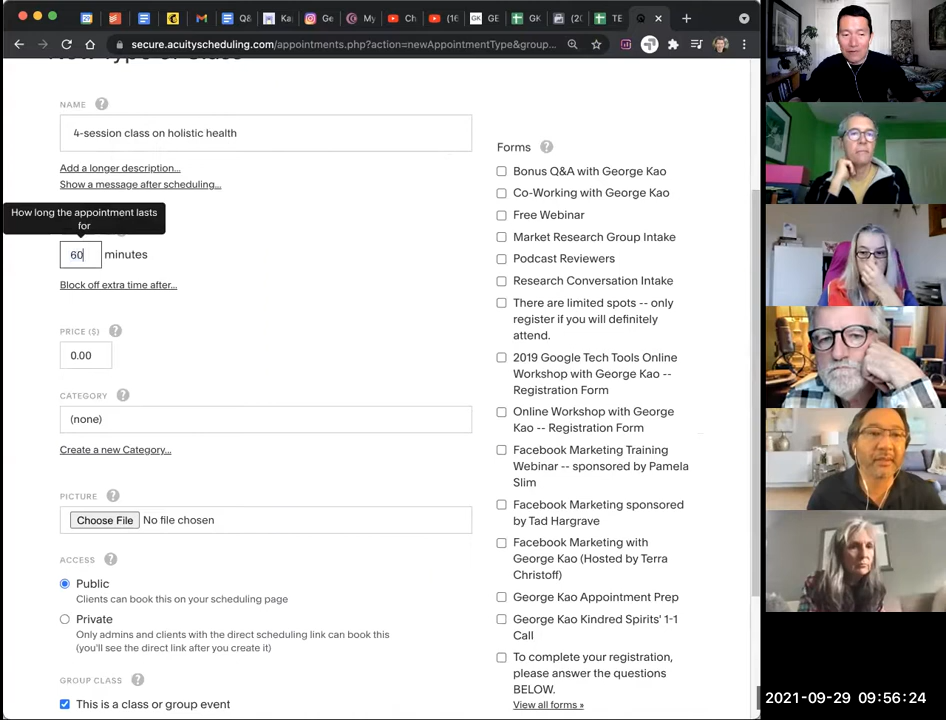 Q&
Ka
Ge
My
Ch
(16
GE
GK
(20
TE
secure.acuityscheduling.com/appointments.php?action=newAppointmentType&group...
NAME ?
4-session class on holistic health
Add a longer description...
Show a message after scheduling...
How long the appointment lasts
for
60 minutes
Block off extra time after...
PRICE ($) ?
0.00
CATEGORY ?
(none)
Create a new Category...
PICTURE ?
Choose File No file chosen
ACCESS ?
Public
Clients can book this on your scheduling page
Private
Only admins and clients with the direct scheduling link can book this
(you'll see the direct link after you create it)
GROUP CLASS ?
This is a class or group event
Forms ?
Bonus Q&A with George Kao
Co-Working with George Kao
Free Webinar
Market Research Group Intake
Podcast Reviewers
Research Conversation Intake
There are limited spots -- only
register if you will definitely
attend.
2019 Google Tech Tools Online
Workshop with George Kao --
Registration Form
Online Workshop with George
Kao -- Registration Form
Facebook Marketing Training
Webinar -- sponsored by Pamela
Slim
Facebook Marketing sponsored
by Tad Hargrave
Facebook Marketing with
George Kao (Hosted by Terra
Christoff)
George Kao Appointment Prep
George Kao Kindred Spirits' 1-1
Call
To complete your registration,
please answer the questions
BELOW.
View all forms »
2021-09-29 09:56:24